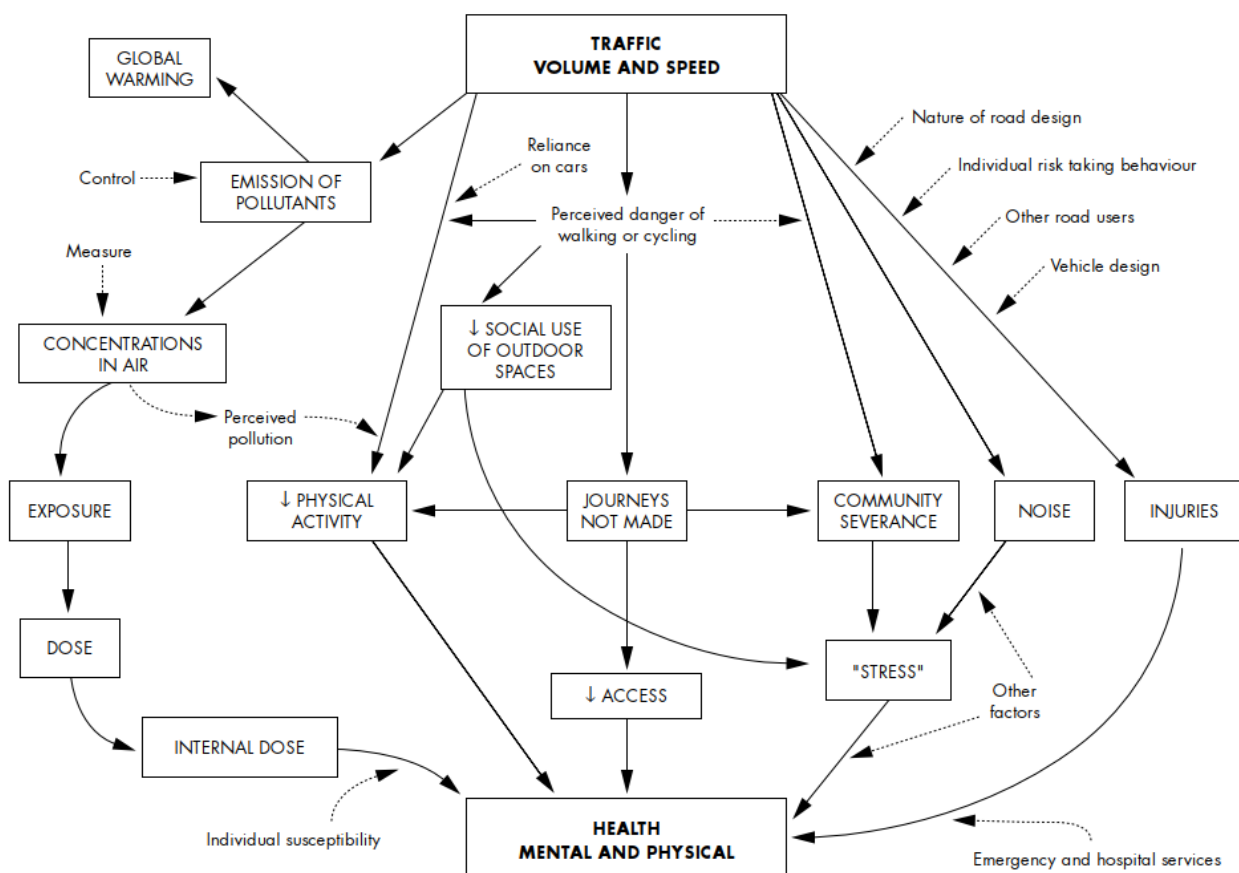 TRAFFIC
VOLUME AND SPEED
GLOBAL
WARMING
Nature of road design
Reliance
on cars
Individual risk taking behaviour
Control
EMISSION OF
POLLUTANTS
Perceived danger of
walking or cycling
Other road users
Measure
Vehicle design
CONCENTRATIONS
IN AIR
↓ SOCIAL USE
OF OUTDOOR
SPACES
Perceived
pollution
EXPOSURE
↓ PHYSICAL
ACTIVITY
JOURNEYS
NOT MADE
COMMUNITY
SEVERANCE
NOISE
INJURIES
DOSE
"STRESS"
↓ ACCESS
Other
factors
INTERNAL DOSE
Individual susceptibility
HEALTH
MENTAL AND PHYSICAL
Emergency and hospital services